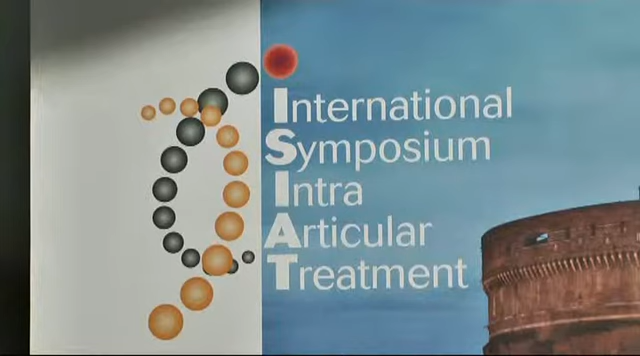 International
Symposium
Intra
Articular
Treatment